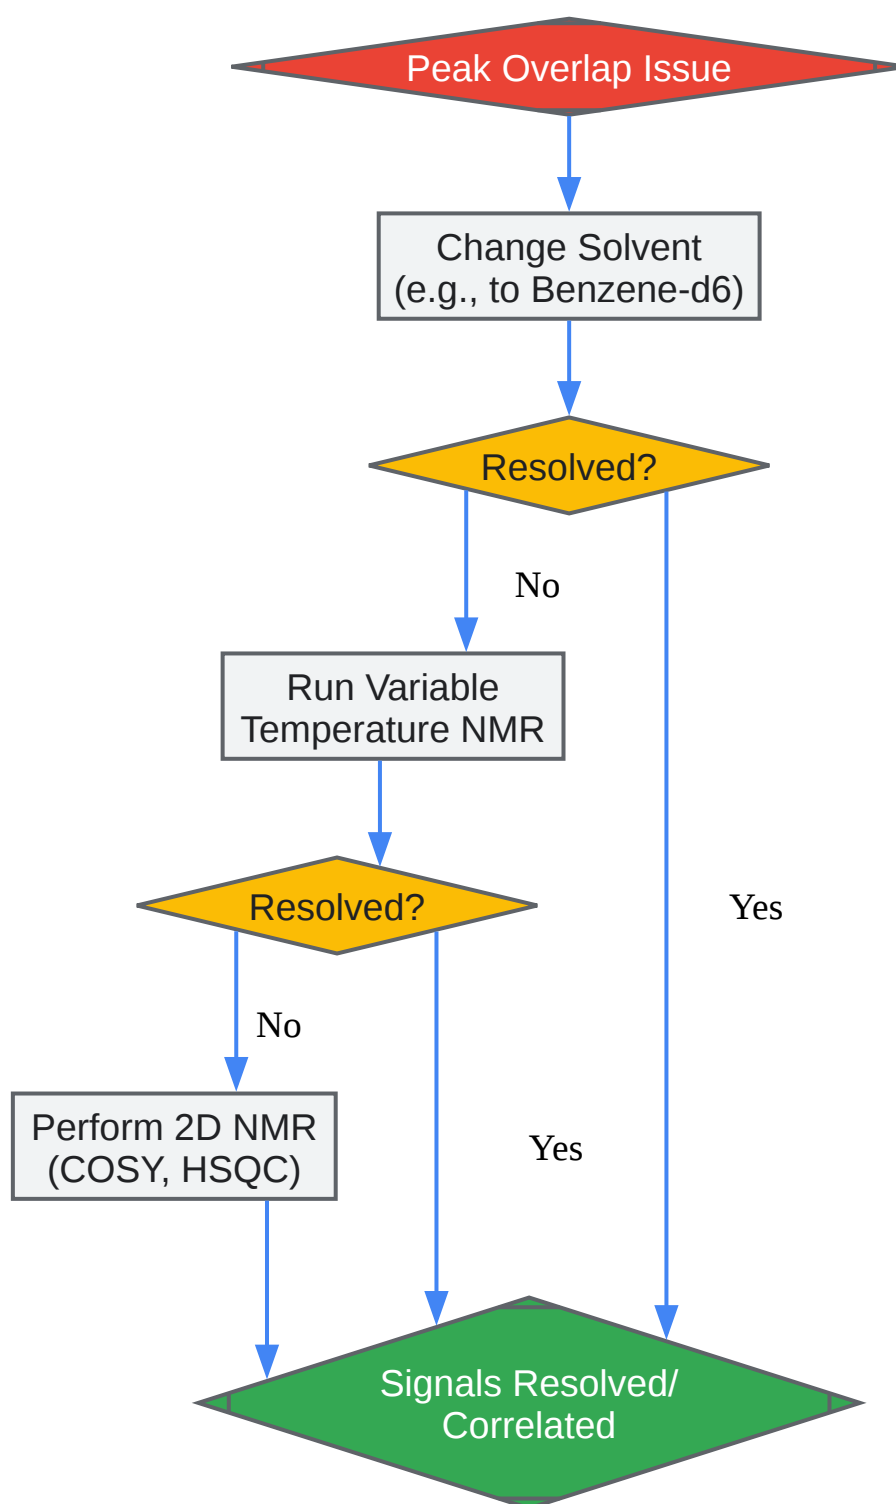 Peak Overlap Issue
Change Solvent
(e.g., to Benzene-d6)
Resolved?
No
Run Variable
Temperature NMR
Resolved?
Yes
No
Perform 2D NMR
(COSY, HSQC)
Yes
Signals Resolved/
Correlated